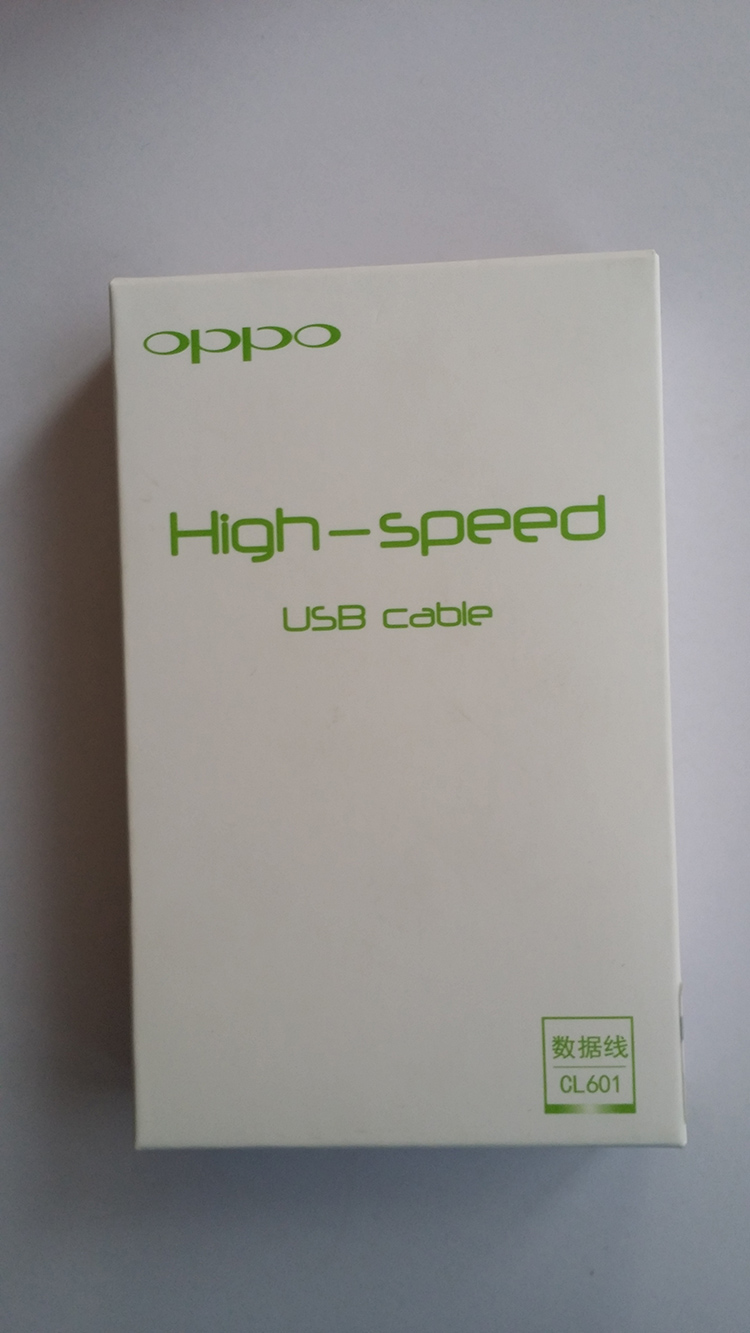 oppo
High-speed
USB cable
数据线
CL601